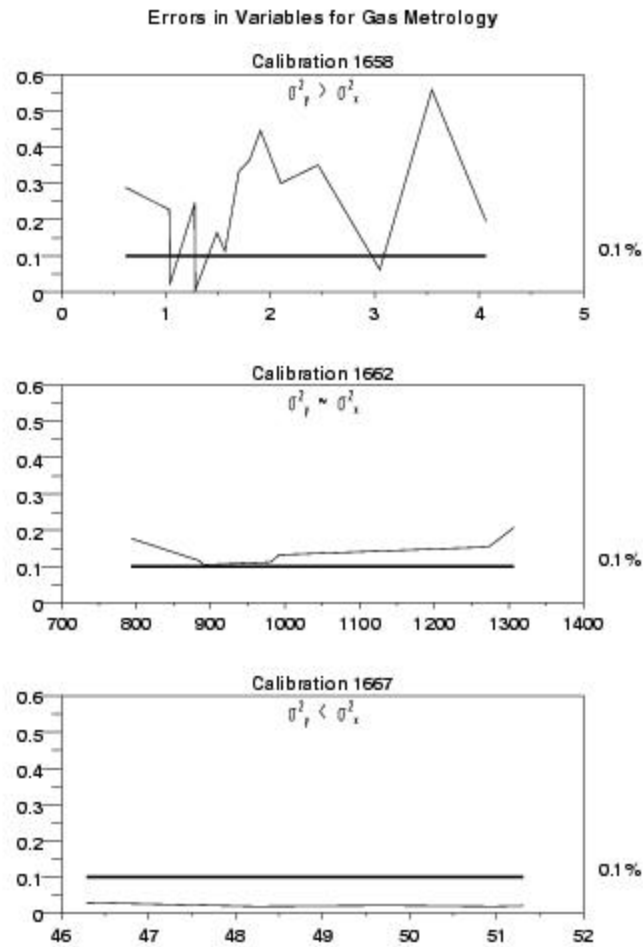 Errors in Variables for Gas Metrology
Calibration 1658
σ²ᵧ > σ²ₓ
0.6
0.5
0.4
0.3
0.2
0.1
0
0.1%
0 1 2 3 4 5
Calibration 1662
σ²ᵧ ≈ σ²ₓ
0.6
0.5
0.4
0.3
0.2
0.1
0
0.1%
700 800 900 1000 1100 1200 1300 1400
Calibration 1667
σ²ᵧ < σ²ₓ
0.6
0.5
0.4
0.3
0.2
0.1
0
0.1%
46 47 48 49 50 51 52